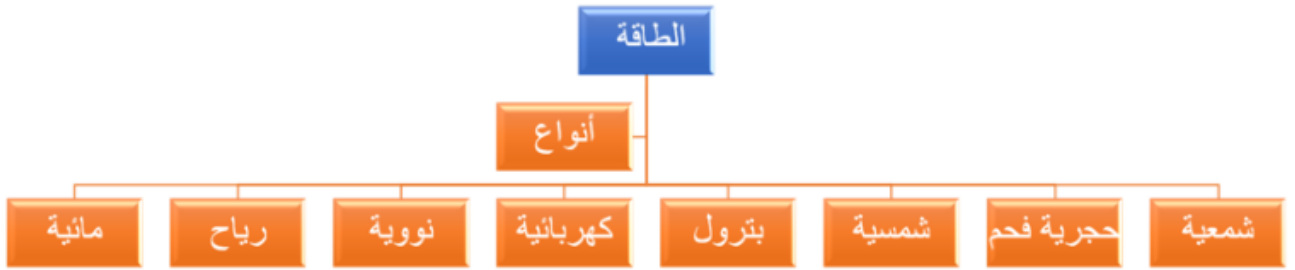 الطاقة
أنواع
شمعية
حجرية فحم
شمسية
بترول
كهربائية
نووية
رياح
مائية